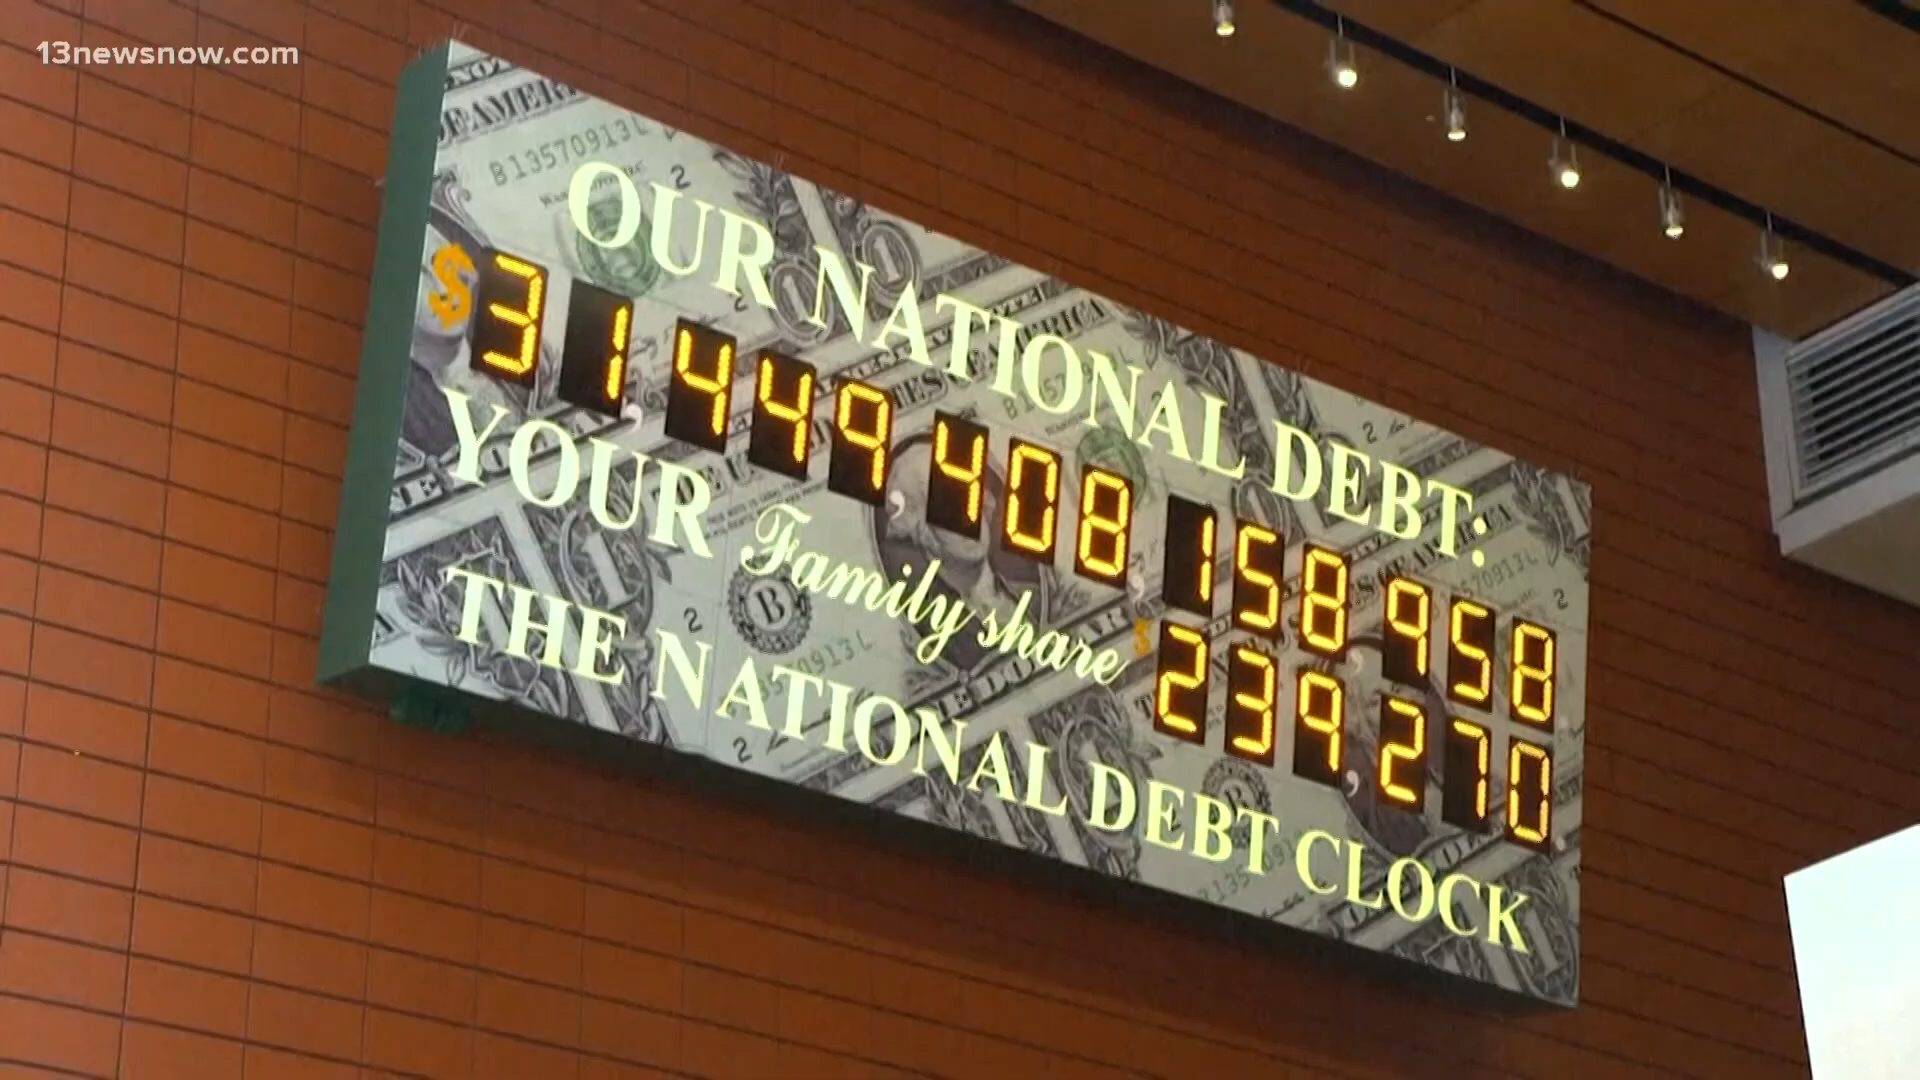 13newsnow.com
OUR NATIONAL DEBT:
$31,449,408,158,958
YOUR Family share $239,270
THE NATIONAL DEBT CLOCK
B13570913L